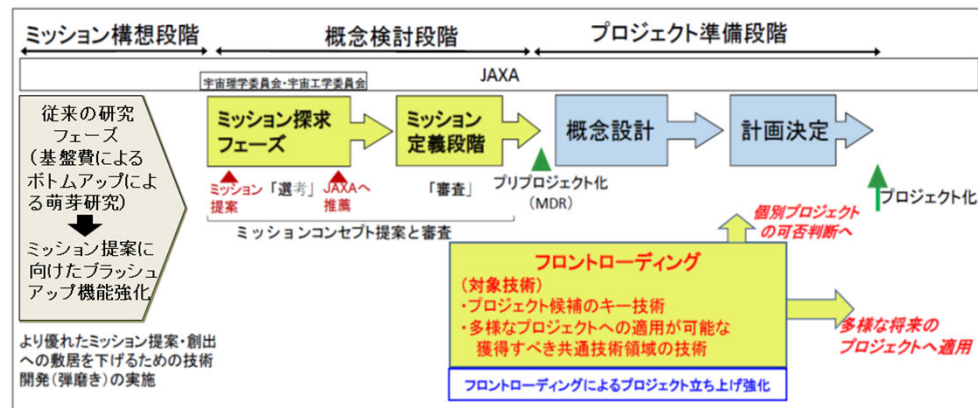 ミッション構想段階
概念検討段階
プロジェクト準備段階
JAXA
宇宙理学委員会・宇宙工学委員会
従来の研究
フェーズ
(基盤費による
ボトムアップによ
る萌芽研究)
ミッション提案に
向けたブラッシュ
アップ機能強化
ミッション探求
フェーズ
ミッション
定義段階
概念設計
計画決定
ミッション
提案
「選考」
JAXAへ
推薦
「審査」
プリプロジェクト化
(MDR)
プロジェクト化
ミッションコンセプト提案と審査
個別プロジェクト
の可否判断へ
フロントローディング
(対象技術)
・プロジェクト候補のキー技術
・多様なプロジェクトへの適用が可能な
獲得すべき共通技術領域の技術
多様な将来の
プロジェクトへ適用
フロントローディングによるプロジェクト立ち上げ強化
より優れたミッション提案・創出
への敷居を下げるための技術
開発(弾磨き)の実施